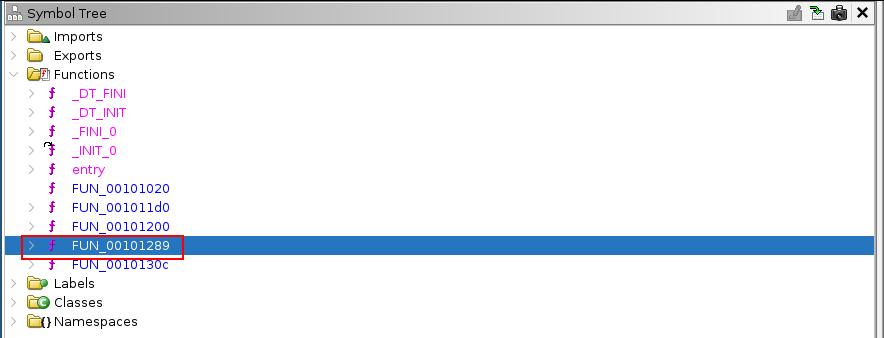 Symbol Tree
Imports
Exports
Functions
_DT_FINI
_DT_INIT
_FINI_0
_INIT_0
entry
FUN_00101020
FUN_001011d0
FUN_00101200
FUN_00101289
FUN_0010130c
Labels
Classes
Namespaces